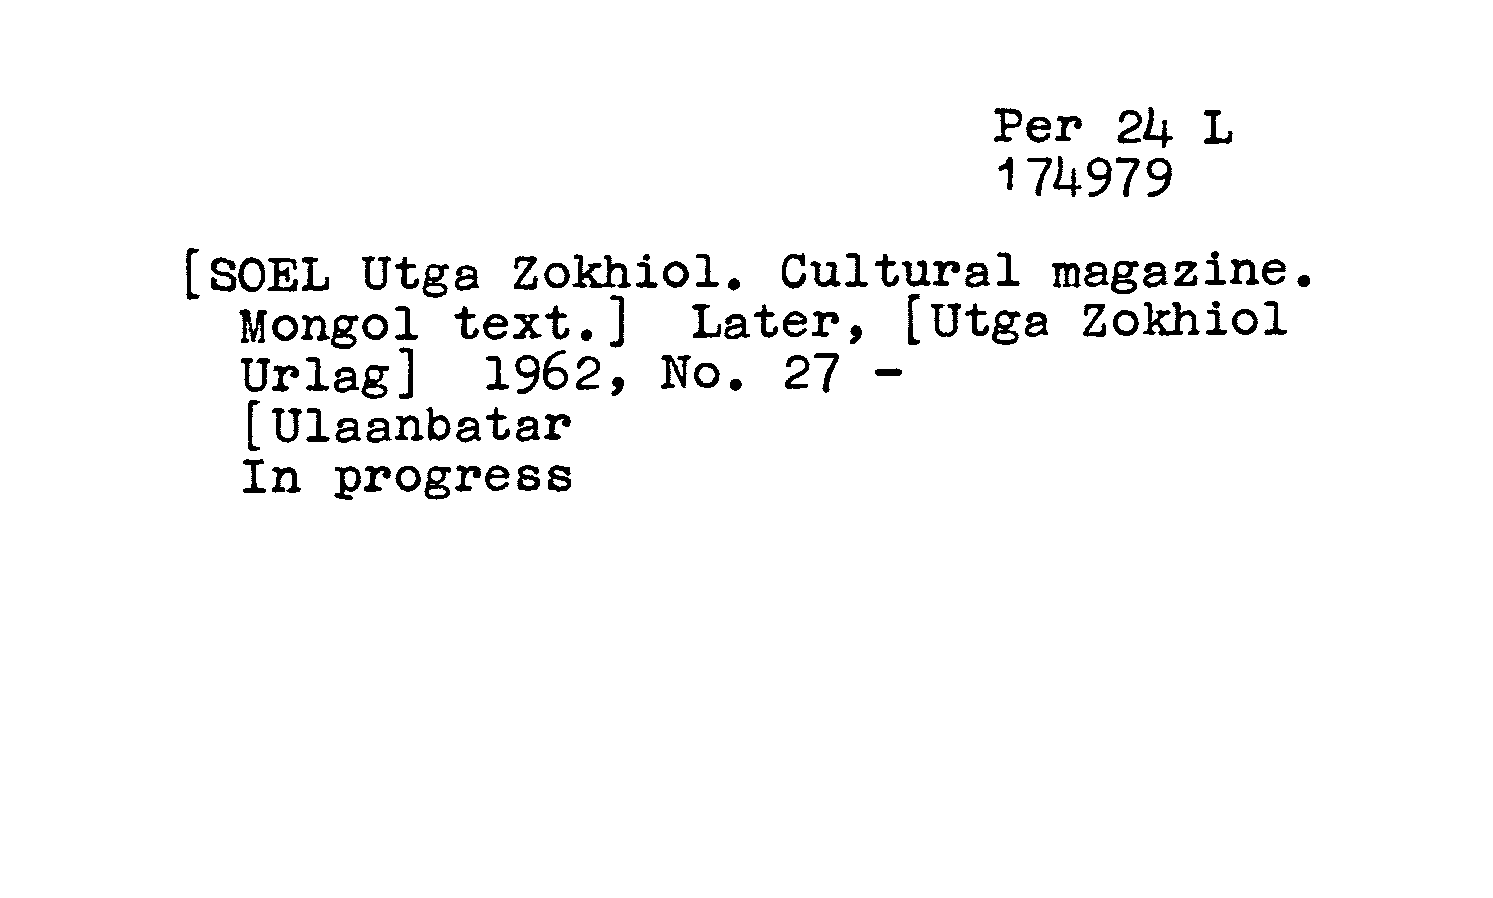 Per 24 L
174979
[SOEL Utga Zokhiol. Cultural magazine.
Mongol text.] Later, [Utga Zokhiol
Urlag] 1962, No. 27 -
[Ulaanbatar
In progress